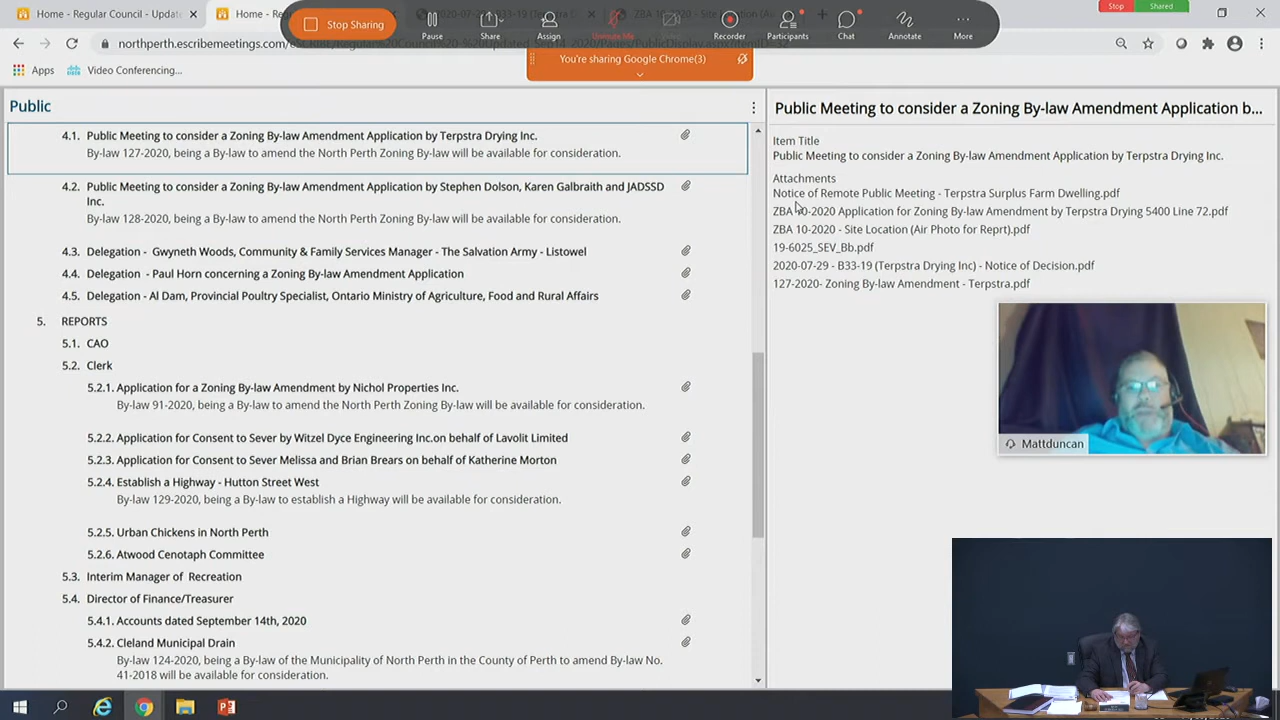 Home - Regular Council - Update
Home - Re
2020-07-29 - B33-19 (Te
ZBA 10-2020 - Site Location (Ai
Stop Sharing
Pause
Share
Assign
Unmute Me
Recorder
Participants
Chat
Annotate
More
Stop
Shared
northperth.escribemeetings.com
You're sharing Google Chrome(3)
Apps
Video Conferencing...
Public
4.1. Public Meeting to consider a Zoning By-law Amendment Application by Terpstra Drying Inc.
By-law 127-2020, being a By-law to amend the North Perth Zoning By-law will be available for consideration.
4.2. Public Meeting to consider a Zoning By-law Amendment Application by Stephen Dolson, Karen Galbraith and JADSSD
Inc.
By-law 128-2020, being a By-law to amend the North Perth Zoning By-law will be available for consideration.
4.3. Delegation - Gwyneth Woods, Community & Family Services Manager - The Salvation Army - Listowel
4.4. Delegation - Paul Horn concerning a Zoning By-law Amendment Application
4.5. Delegation - Al Dam, Provincial Poultry Specialist, Ontario Ministry of Agriculture, Food and Rural Affairs
5. REPORTS
5.1. CAO
5.2. Clerk
5.2.1. Application for a Zoning By-law Amendment by Nichol Properties Inc.
By-law 91-2020, being a By-law to amend the North Perth Zoning By-law will be available for consideration.
5.2.2. Application for Consent to Sever by Witzel Dyce Engineering Inc.on behalf of Lavolit Limited
5.2.3. Application for Consent to Sever Melissa and Brian Brears on behalf of Katherine Morton
5.2.4. Establish a Highway - Hutton Street West
By-law 129-2020, being a By-law to establish a Highway will be available for consideration.
5.2.5. Urban Chickens in North Perth
5.2.6. Atwood Cenotaph Committee
5.3. Interim Manager of Recreation
5.4. Director of Finance/Treasurer
5.4.1. Accounts dated September 14th, 2020
5.4.2. Cleland Municipal Drain
By-law 124-2020, being a By-law of the Municipality of North Perth in the County of Perth to amend By-law No.
41-2018 will be available for consideration.
Public Meeting to consider a Zoning By-law Amendment Application b...
Item Title
Public Meeting to consider a Zoning By-law Amendment Application by Terpstra Drying Inc.
Attachments
Notice of Remote Public Meeting - Terpstra Surplus Farm Dwelling.pdf
ZBA 10-2020 Application for Zoning By-law Amendment by Terpstra Drying 5400 Line 72.pdf
ZBA 10-2020 - Site Location (Air Photo for Reprt).pdf
19-6025_SEV_Bb.pdf
2020-07-29 - B33-19 (Terpstra Drying Inc) - Notice of Decision.pdf
127-2020- Zoning By-law Amendment - Terpstra.pdf
Mattduncan